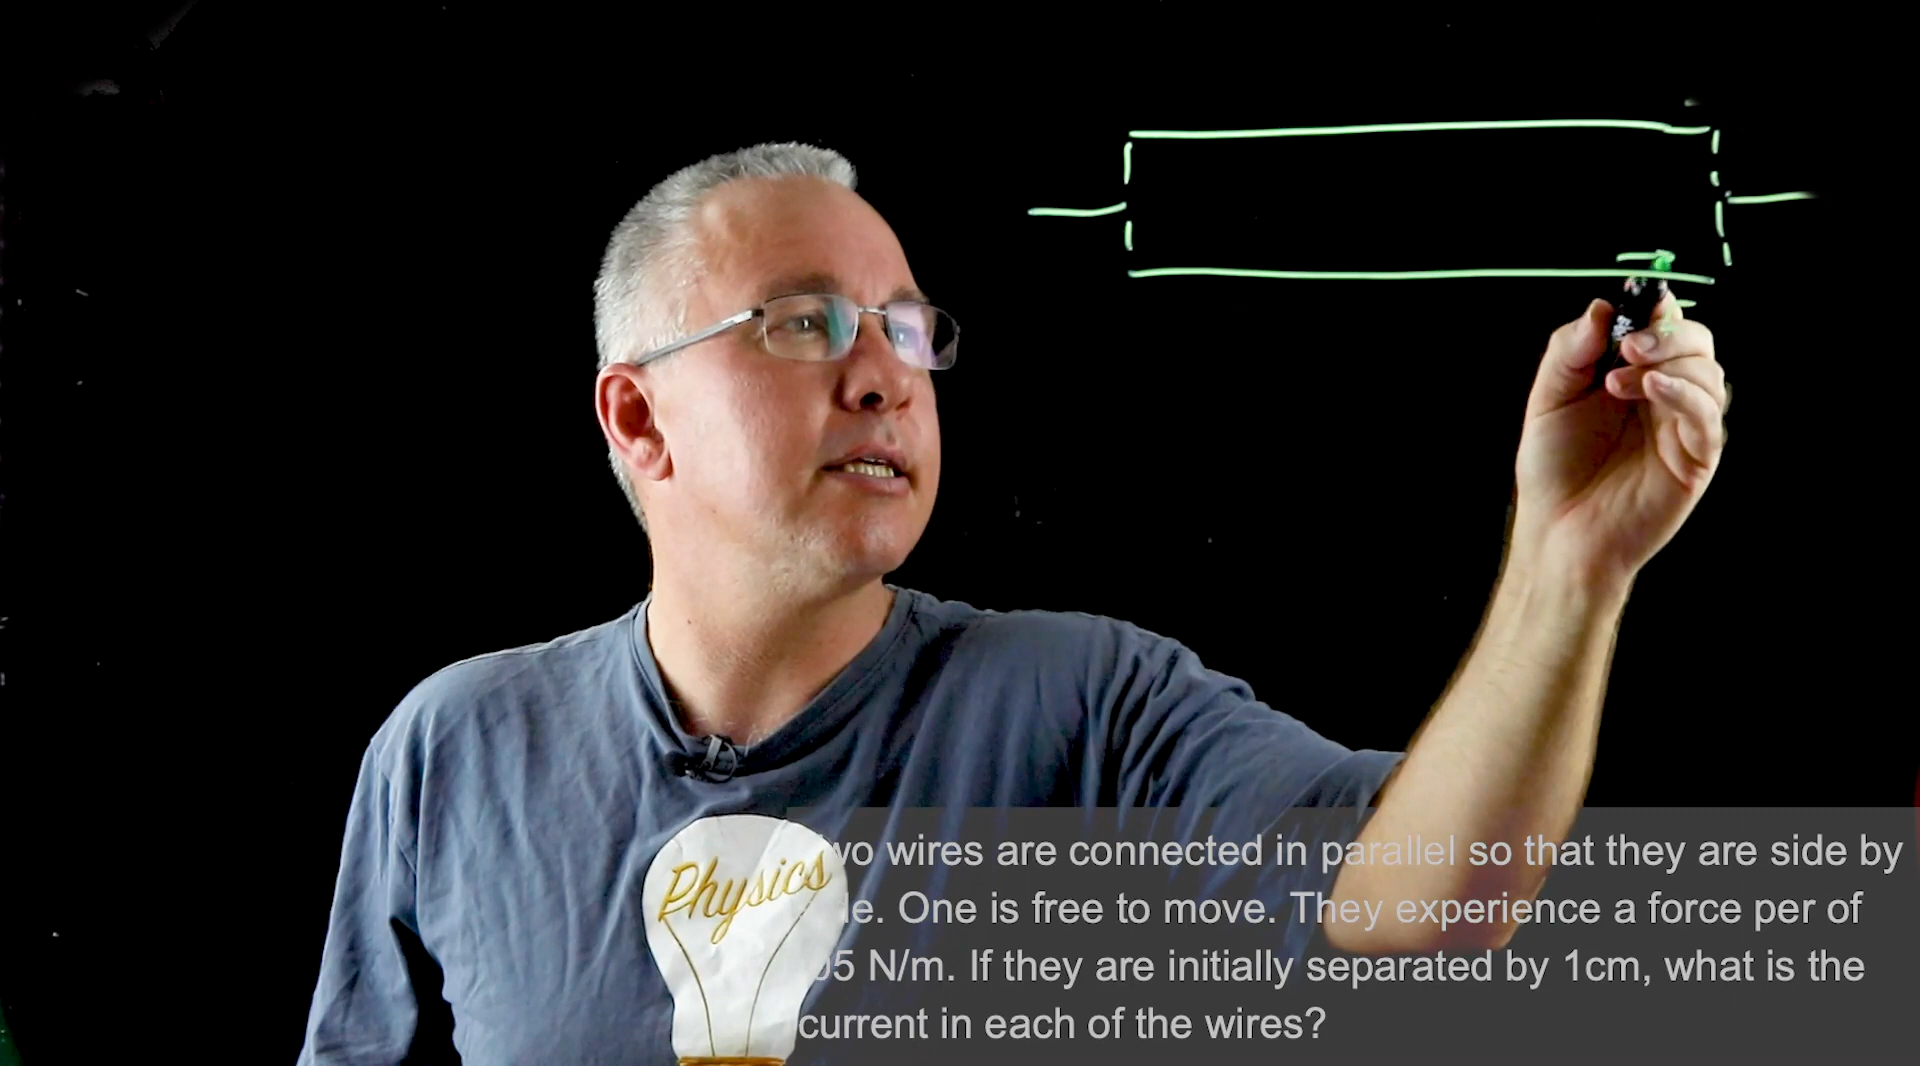 Physics
wo wires are connected in parallel so that they are side by
le. One is free to move. They experience a force per of
05 N/m. If they are initially separated by 1cm, what is the
current in each of the wires?